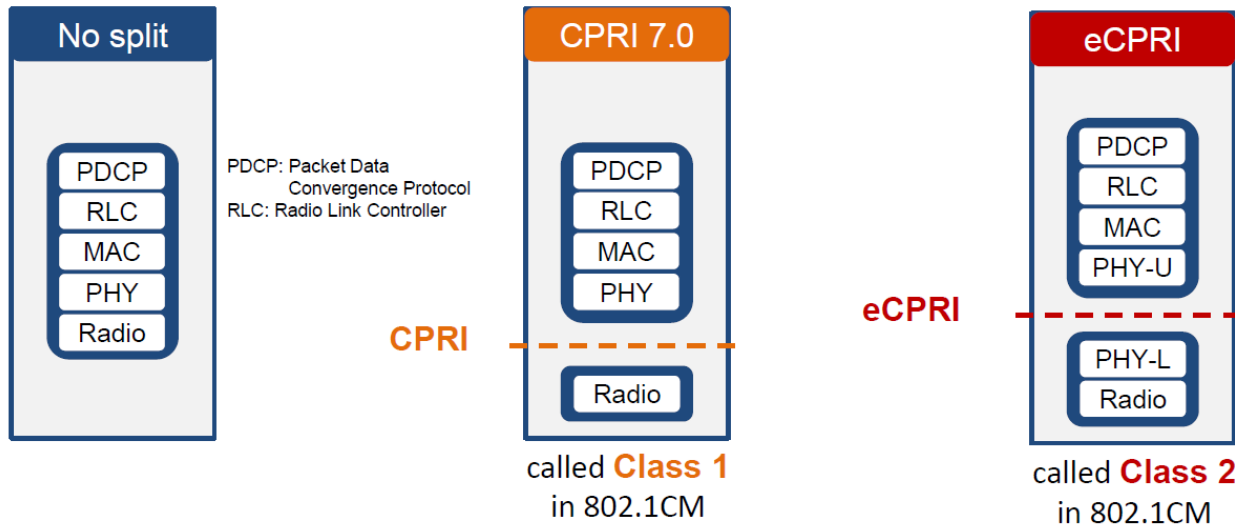 No split
PDCP
RLC
MAC
PHY
Radio
PDCP: Packet Data
Convergence Protocol
RLC: Radio Link Controller
CPRI 7.0
PDCP
RLC
MAC
PHY
CPRI
Radio
called Class 1
in 802.1CM
eCPRI
PDCP
RLC
MAC
PHY-U
eCPRI
PHY-L
Radio
called Class 2
in 802.1CM